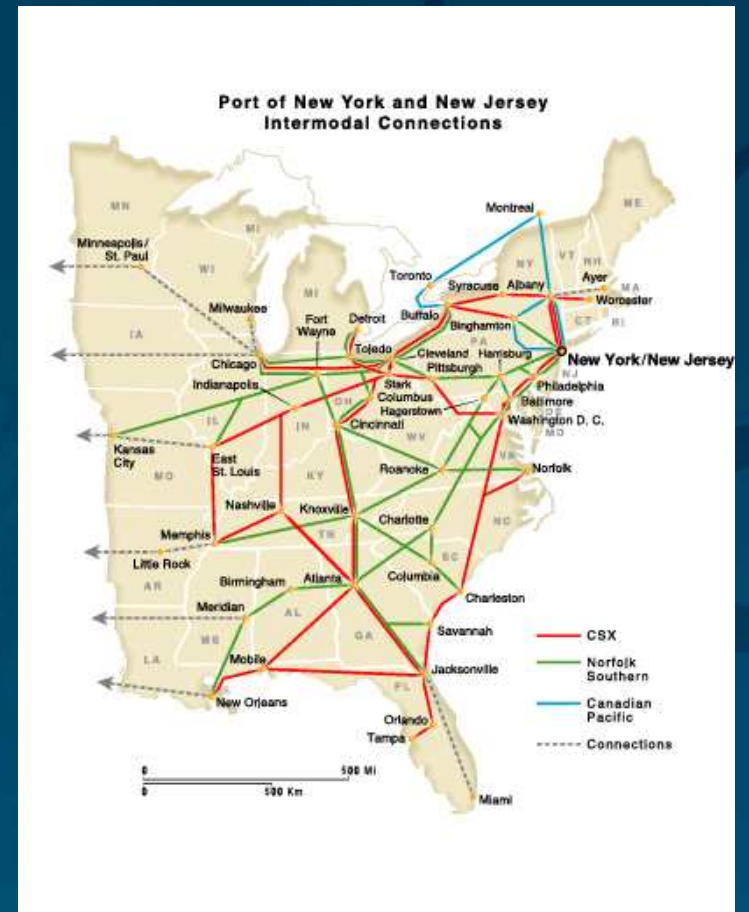 Port of New York and New Jersey
Intermodal Connections
MN
ME
Montreal
Minneapolis/
St. Paul
MI
WI
NY
VT
NH
Toronto
Ayer
Syracuse
Albany
MA
Worcester
MI
Milwaukee
Buffalo
CT
RI
Fort
Wayne
Detroit
Binghamton
IA
PA
Toledo
Cleveland
Harrisburg
New York/New Jersey
Chicago
Pittsburgh
NJ
Indianapolis
Stark
Philadelphia
OH
Columbus
Baltimore
Hagerstown
DE
IL
IN
Cincinnati
Washington D. C.
WV
MD
Kansas
City
East
St. Louis
VA
MO
KY
Roanoke
Norfolk
Nashville
Knoxville
Charlotte
NC
Memphis
TN
Little Rock
SC
Birmingham
Atlanta
Columbia
AR
Charleston
Meridian
AL
GA
Savannah
MS
CSX
LA
Mobile
Jacksonville
Norfolk
Southern
FL
New Orleans
Canadian
Pacific
Orlando
Tampa
Connections
0
500 Mi
0
500 Km
Miami